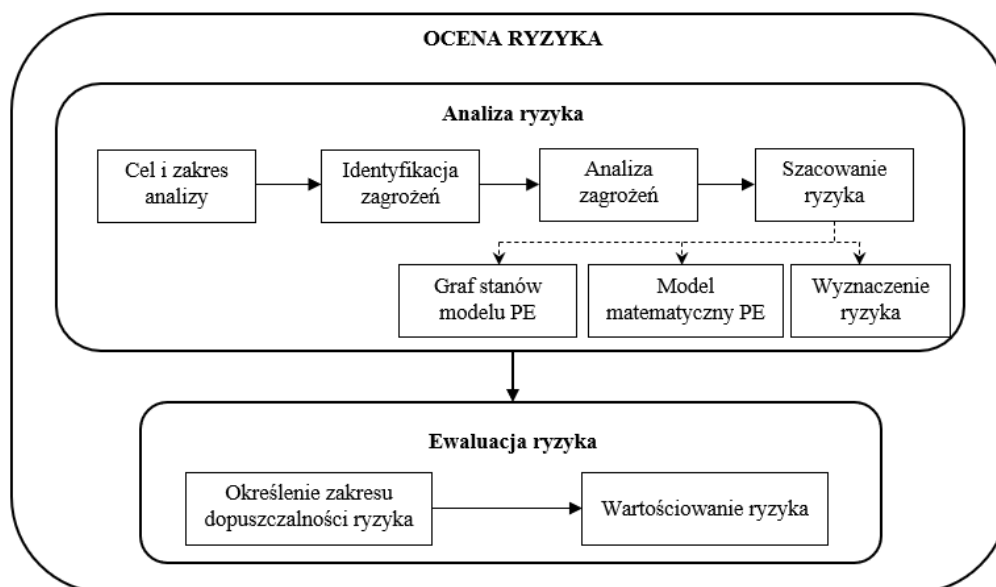 OCENA RYZYKA
Analiza ryzyka
Cel i zakres
analizy
Identyfikacja
zagrożeń
Analiza
zagrożeń
Szacowanie
ryzyka
Graf stanów
modelu PE
Model
matematyczny PE
Wyznaczenie
ryzyka
Ewaluacja ryzyka
Określenie zakresu
dopuszczalności ryzyka
Wartościowanie ryzyka